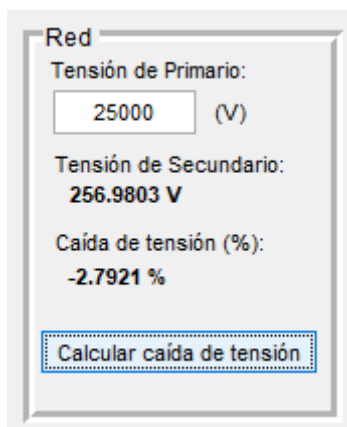 Red
Tensión de Primario:
25000 (V)
Tensión de Secundario:
256.9803 V
Caída de tensión (%):
-2.7921 %
Calcular caída de tensión